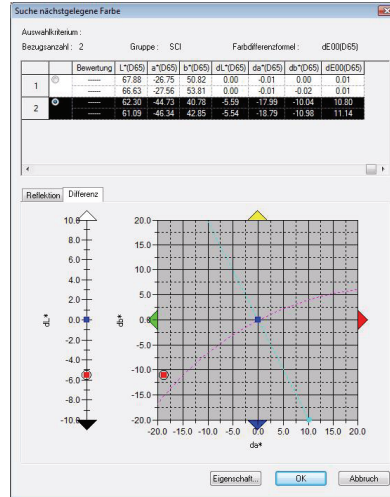 Suche nächstgelegene Farbe
Auswahlkriterium :
Bezugsanzahl : 2 Gruppe : SCI Farbdifferenzformel : dE00(D65)
Bewertung L*(D65) a*(D65) b*(D65) dL*(D65) da*(D65) db*(D65) dE00(D65)
1 ----- 67.88 -26.75 50.82 0.00 -0.01 0.00 0.01
----- 66.63 -27.56 53.81 0.00 -0.01 -0.02 0.01
2 ----- 62.30 -44.73 40.78 -5.59 -17.99 -10.04 10.80
----- 61.09 -46.34 42.85 -5.54 -18.79 -10.98 11.14
Reflektion Differenz
10.0 20.0
8.0 15.0
6.0 10.0
4.0 5.0
2.0
dL* 0.0 db* 0.0
-2.0 -5.0
-4.0 -10.0
-6.0 -15.0
-8.0
-10.0 -20.0
-20.0 -15.0 -10.0 -5.0 0.0 5.0 10.0 15.0 20.0
da*
Eigenschaft... OK Abbruch